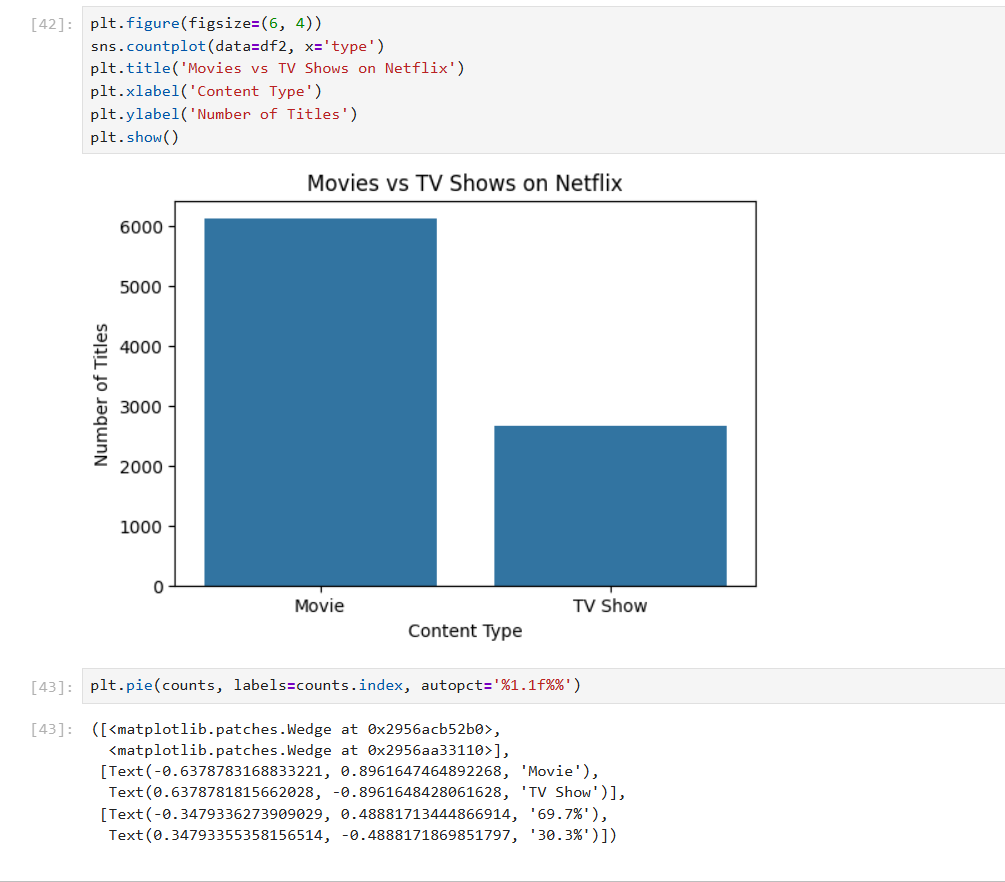 [42]: plt.figure(figsize=(6, 4))
sns.countplot(data=df2, x='type')
plt.title('Movies vs TV Shows on Netflix')
plt.xlabel('Content Type')
plt.ylabel('Number of Titles')
plt.show()
Movies vs TV Shows on Netflix
Number of Titles
6000
5000
4000
3000
2000
1000
0
Movie TV Show
Content Type
[43]: plt.pie(counts, labels=counts.index, autopct='%1.1f%%')
[43]: ([<matplotlib.patches.Wedge at 0x2956acb52b0>,
<matplotlib.patches.Wedge at 0x2956aa33110>],
[Text(-0.6378783168833221, 0.8961647464892268, 'Movie'),
Text(0.6378781815662028, -0.8961648428061628, 'TV Show')],
[Text(-0.3479336273909029, 0.48881713444866914, '69.7%'),
Text(0.34793355358156514, -0.4888171869851797, '30.3%')])